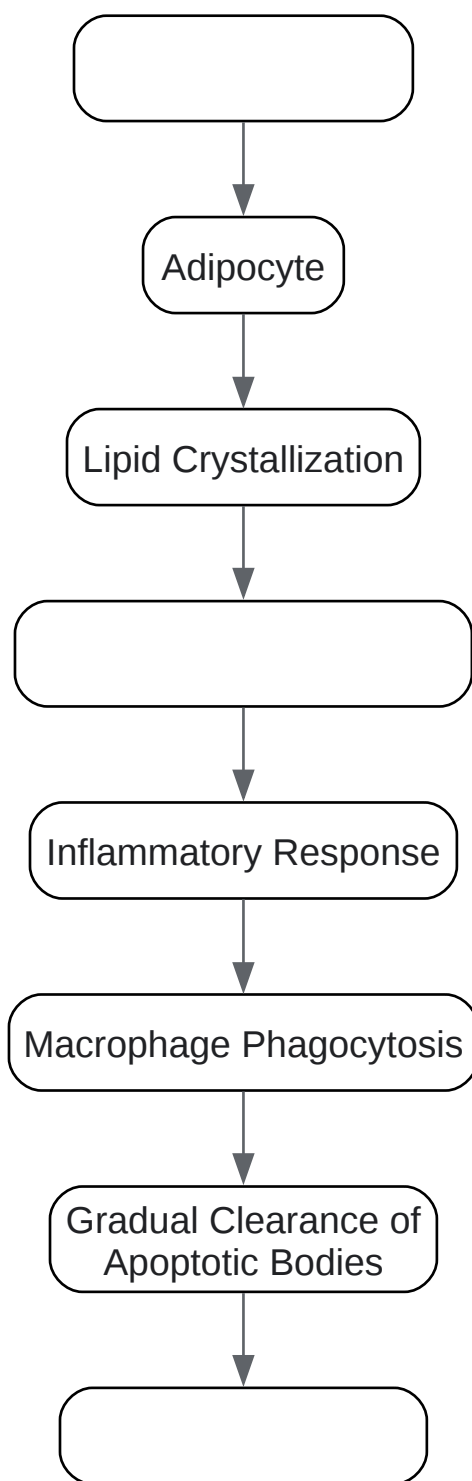 Adipocyte
Lipid Crystallization
Inflammatory Response
Macrophage Phagocytosis
Gradual Clearance of
Apoptotic Bodies